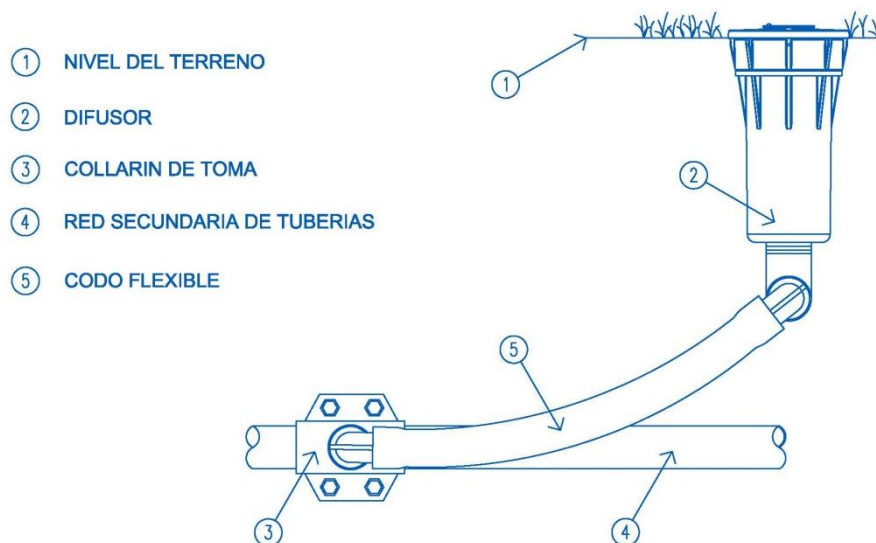 1 NIVEL DEL TERRENO
2 DIFUSOR
3 COLLARIN DE TOMA
4 RED SECUNDARIA DE TUBERIAS
5 CODO FLEXIBLE
1
2
5
3
4